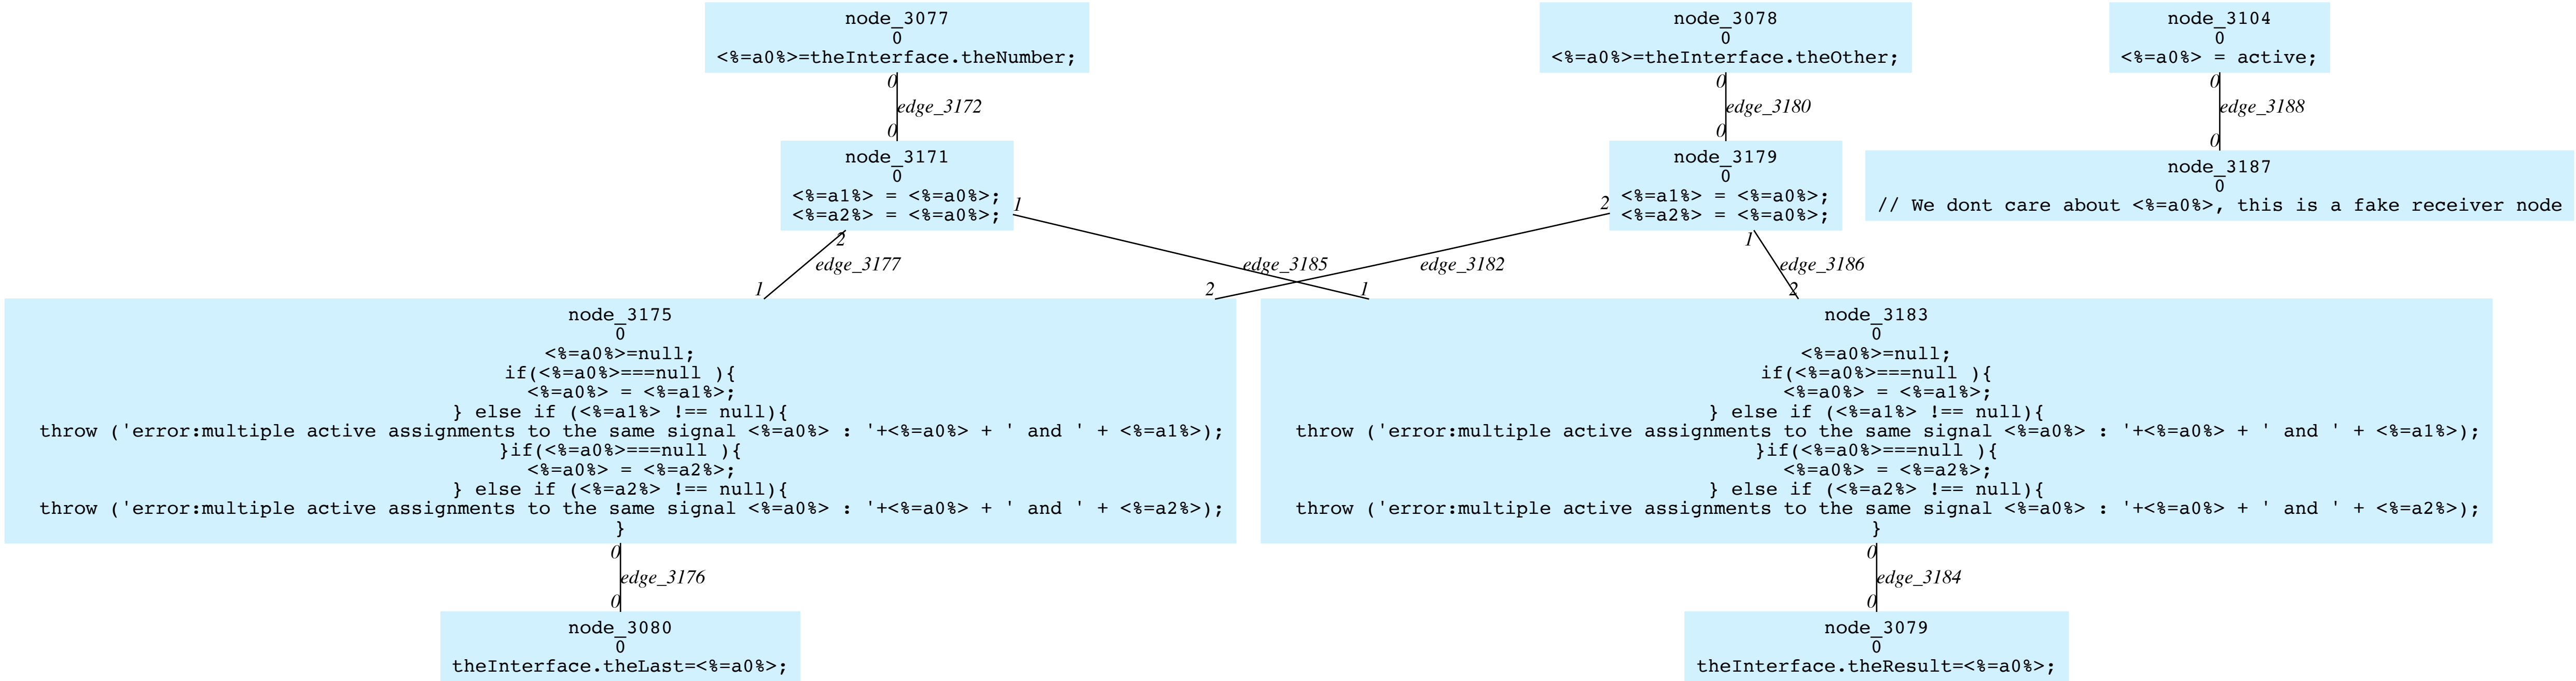 node_3077
0
<%=a0%>=theInterface.theNumber;
node_3078
0
<%=a0%>=theInterface.theOther;
node_3104
0
<%=a0%> = active;
0
edge_3172
0
0
edge_3180
0
0
edge_3188
0
node_3171
0
<%=a1%> = <%=a0%>;
<%=a2%> = <%=a0%>;
node_3179
0
<%=a1%> = <%=a0%>;
<%=a2%> = <%=a0%>;
node_3187
0
// We dont care about <%=a0%>, this is a fake receiver node
2
edge_3177
1
1
edge_3185
1
2
edge_3182
2
1
edge_3186
2
node_3175
0
<%=a0%>=null;
if(<%=a0%>===null ){
<%=a0%> = <%=a1%>;
} else if (<%=a1%> !== null){
throw ('error:multiple active assignments to the same signal <%=a0%> : '+<%=a0%> + ' and ' + <%=a1%>);
}if(<%=a0%>===null ){
<%=a0%> = <%=a2%>;
} else if (<%=a2%> !== null){
throw ('error:multiple active assignments to the same signal <%=a0%> : '+<%=a0%> + ' and ' + <%=a2%>);
}
node_3183
0
<%=a0%>=null;
if(<%=a0%>===null ){
<%=a0%> = <%=a1%>;
} else if (<%=a1%> !== null){
throw ('error:multiple active assignments to the same signal <%=a0%> : '+<%=a0%> + ' and ' + <%=a1%>);
}if(<%=a0%>===null ){
<%=a0%> = <%=a2%>;
} else if (<%=a2%> !== null){
throw ('error:multiple active assignments to the same signal <%=a0%> : '+<%=a0%> + ' and ' + <%=a2%>);
}
0
edge_3176
0
0
edge_3184
0
node_3080
0
theInterface.theLast=<%=a0%>;
node_3079
0
theInterface.theResult=<%=a0%>;